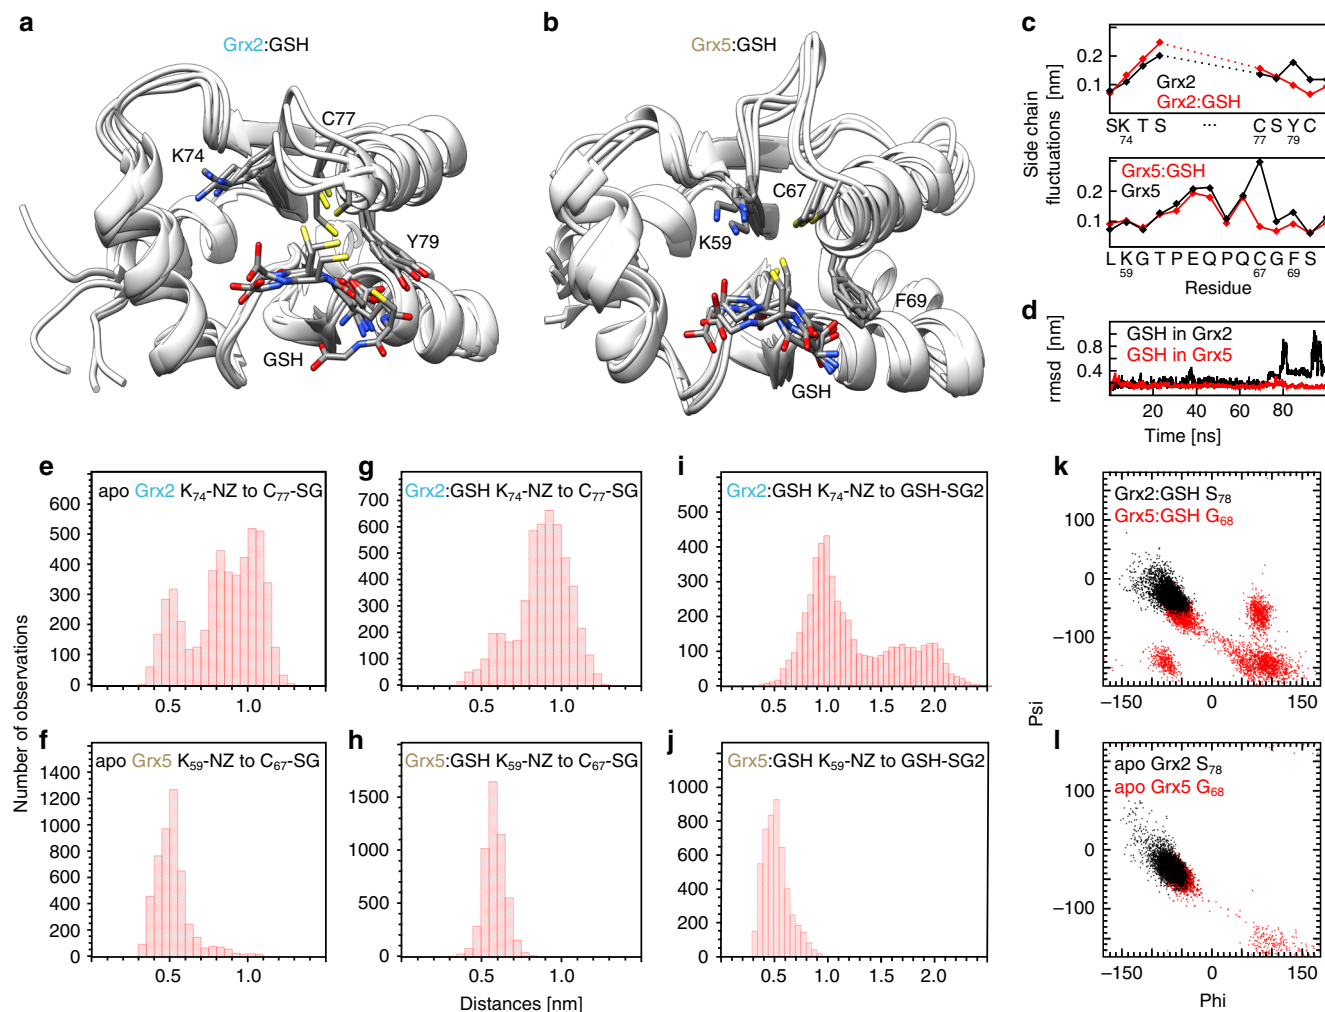 a
Grx2:GSH
C77
K74
Y79
GSH
b
Grx5:GSH
C67
K59
F69
GSH
c
Side chain
fluctuations [nm]
0.2
0.1
Grx2
Grx2:GSH
S K T S ... C S Y C
74 77 79
Grx5:GSH
Grx5
0.2
0.1
L K G T P E Q P Q C G F S
59 67 69
Residue
d
rmsd [nm]
0.8
0.4
GSH in Grx2
GSH in Grx5
20 40 60 80
Time [ns]
e
apo Grx2 K74-NZ to C77-SG
600
500
400
300
200
100
0
0.5 1.0
g
Grx2:GSH K74-NZ to C77-SG
700
600
500
400
300
200
100
0
0.5 1.0
i
Grx2:GSH K74-NZ to GSH-SG2
500
400
300
200
100
0
0.5 1.0 1.5 2.0
k
Grx2:GSH S78
Grx5:GSH G68
100
0
−100
−150 0 150
Number of observations
f
apo Grx5 K59-NZ to C67-SG
1400
1200
1000
800
600
400
200
0
0.5 1.0
h
Grx5:GSH K59-NZ to C67-SG
1500
1000
500
0
0.5 1.0
j
Grx5:GSH K59-NZ to GSH-SG2
1000
800
600
400
200
0
0.5 1.0 1.5 2.0
Distances [nm]
Psi
l
apo Grx2 S78
apo Grx5 G68
100
0
−100
−150 0 150
Phi